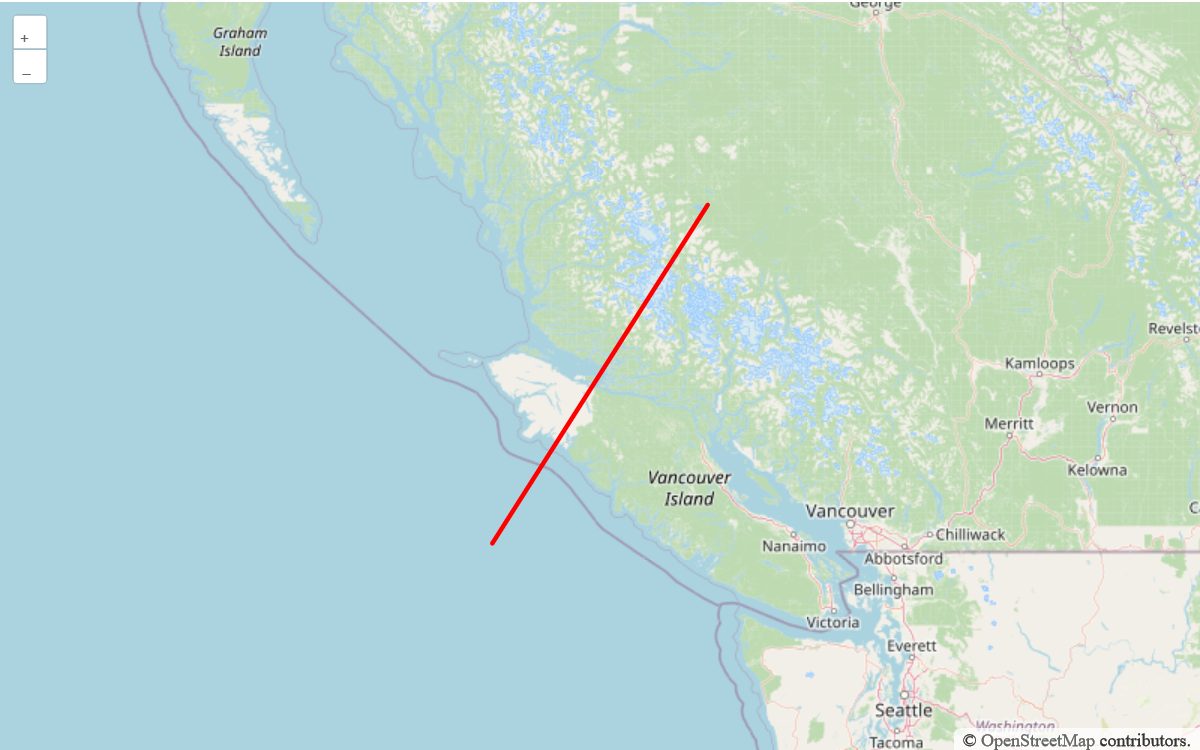 George
Graham
Island
+
–
Revelst
Kamloops
Vernon
Merritt
Kelowna
Vancouver
Island
Vancouver
Chilliwack
Nanaimo
Abbotsford
Bellingham
Victoria
Everett
Seattle
Washington
Tacoma
© OpenStreetMap contributors.